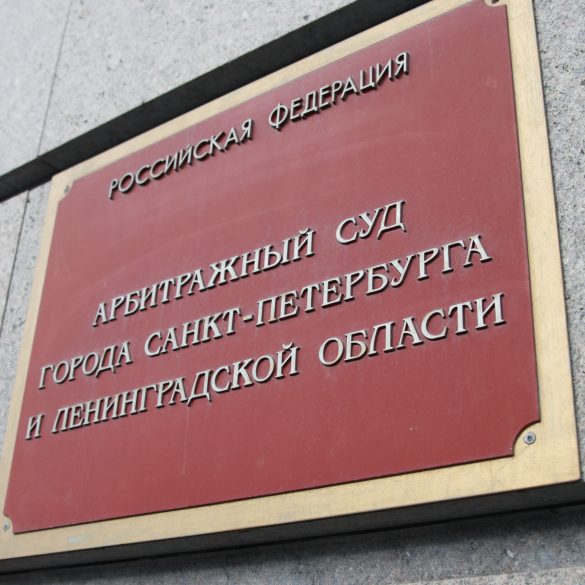 РОССИЙСКАЯ ФЕДЕРАЦИЯ
АРБИТРАЖНЫЙ СУД
ГОРОДА САНКТ-ПЕТЕРБУРГА
И ЛЕНИНГРАДСКОЙ ОБЛАСТИ